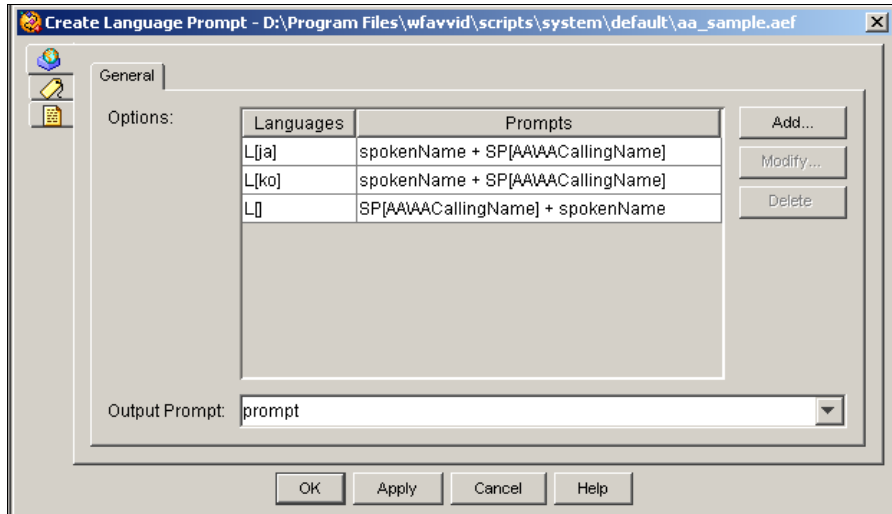 Create Language Prompt - D:\Program Files\wfavvid\scripts\system\default\aa_sample.aef
General
Options:
Languages Prompts
L[ja] spokenName + SP[AA\AACallingName]
L[ko] spokenName + SP[AA\AACallingName]
L[] SP[AA\AACallingName] + spokenName
Add...
Modify...
Delete
Output Prompt: prompt
OK Apply Cancel Help